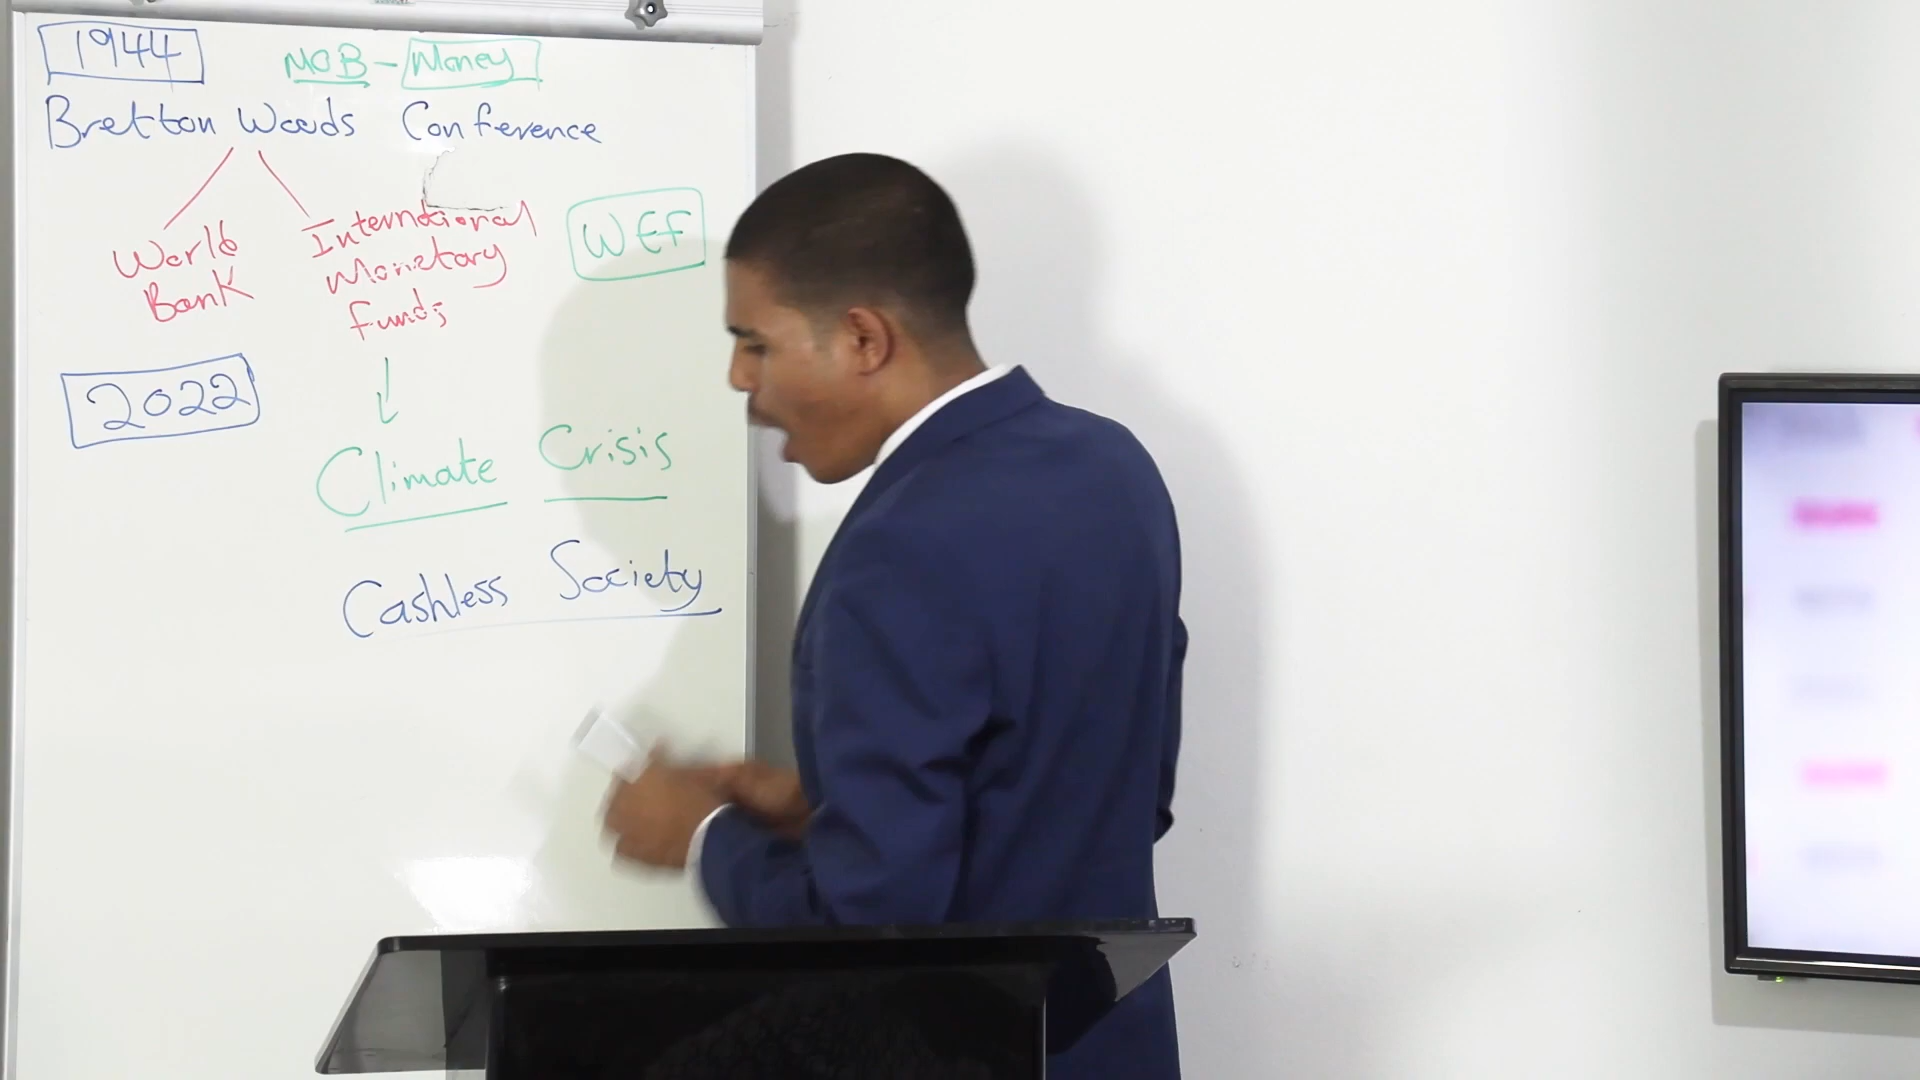 1944
MOB - Money
Bretton Woods Conference
World
Bank
International
Monetary
Funds
WEF
2022
Climate Crisis
Cashless Society